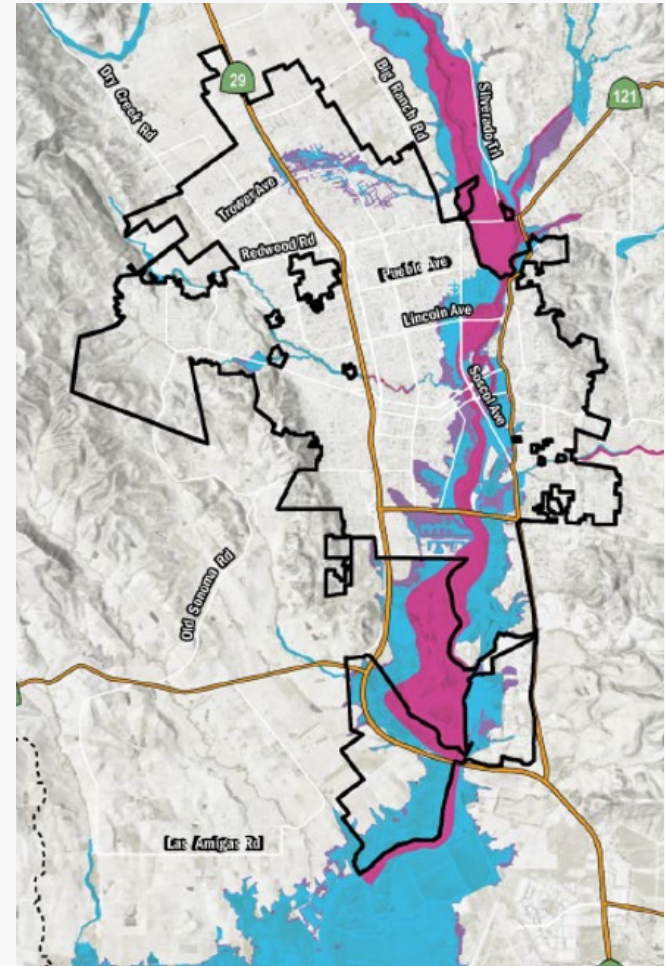 29
121
Dry Creek Rd
Big Ranch Rd
Silverado Trl
Trower Ave
Redwood Rd
Pueblo Ave
Lincoln Ave
Soscol Ave
Old Sonoma Rd
Las Amigas Rd